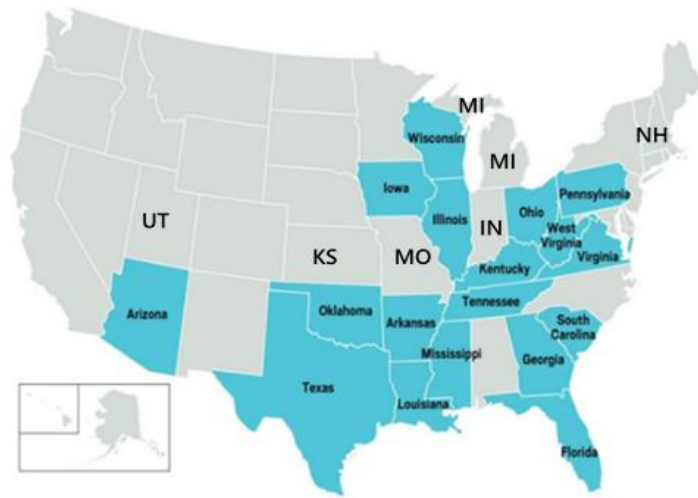 MI
Wisconsin
MI
NH
Iowa
Pennsylvania
Illinois
Ohio
UT
IN
West
Virginia
Virginia
KS
MO
Kentucky
Arizona
Oklahoma
Tennessee
Arkansas
South
Carolina
Mississippi
Georgia
Texas
Louisiana
Florida